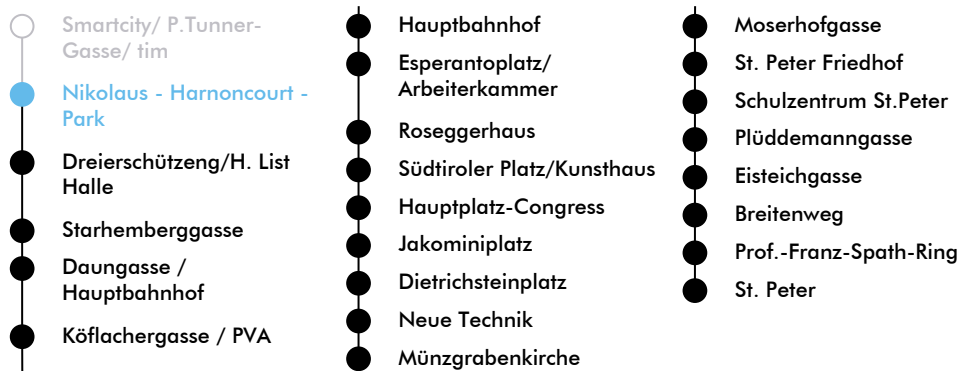 Smartcity/ P.Tunner-
Gasse/ tim
Nikolaus - Harnoncourt -
Park
Dreierschützeng/H. List
Halle
Starhemberggasse
Daungasse /
Hauptbahnhof
Köflachergasse / PVA
Hauptbahnhof
Esperantoplatz/
Arbeiterkammer
Roseggerhaus
Südtiroler Platz/Kunsthaus
Hauptplatz-Congress
Jakominiplatz
Dietrichsteinplatz
Neue Technik
Münzgrabenkirche
Moserhofgasse
St. Peter Friedhof
Schulzentrum St.Peter
Plüddemanngasse
Eisteichgasse
Breitenweg
Prof.-Franz-Spath-Ring
St. Peter